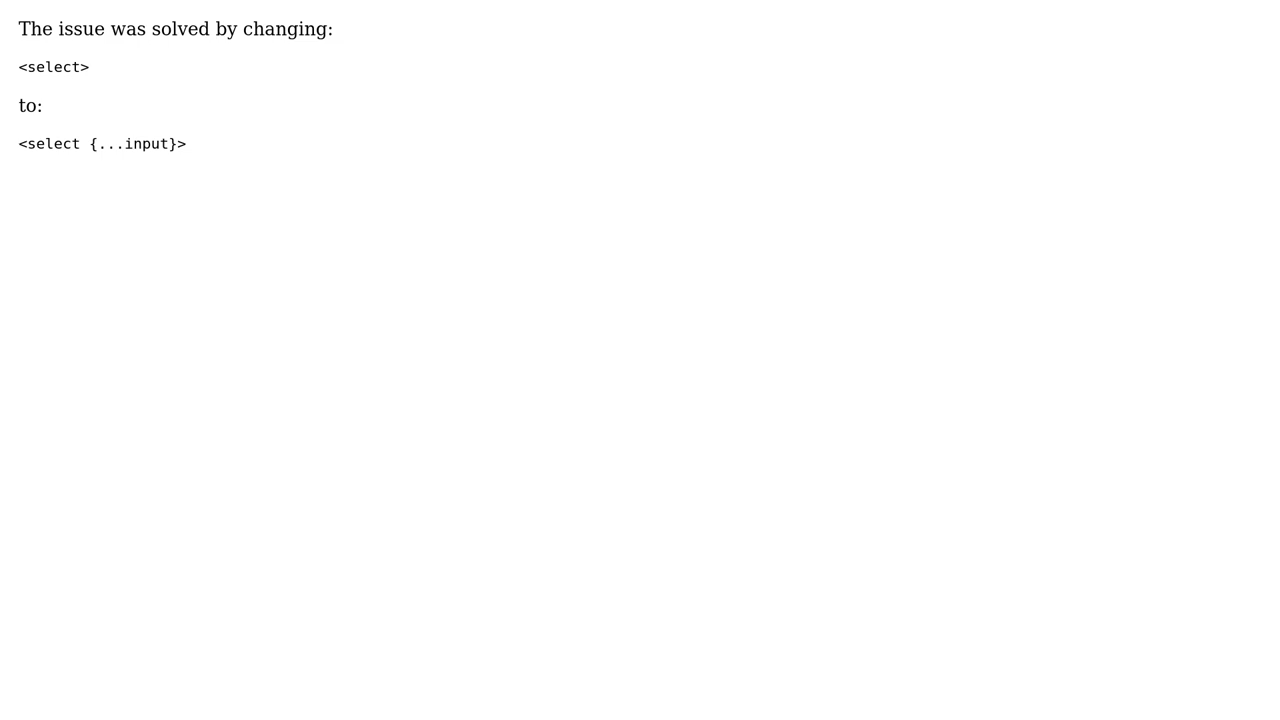 The issue was solved by changing:
<select>
to:
<select {...input}>